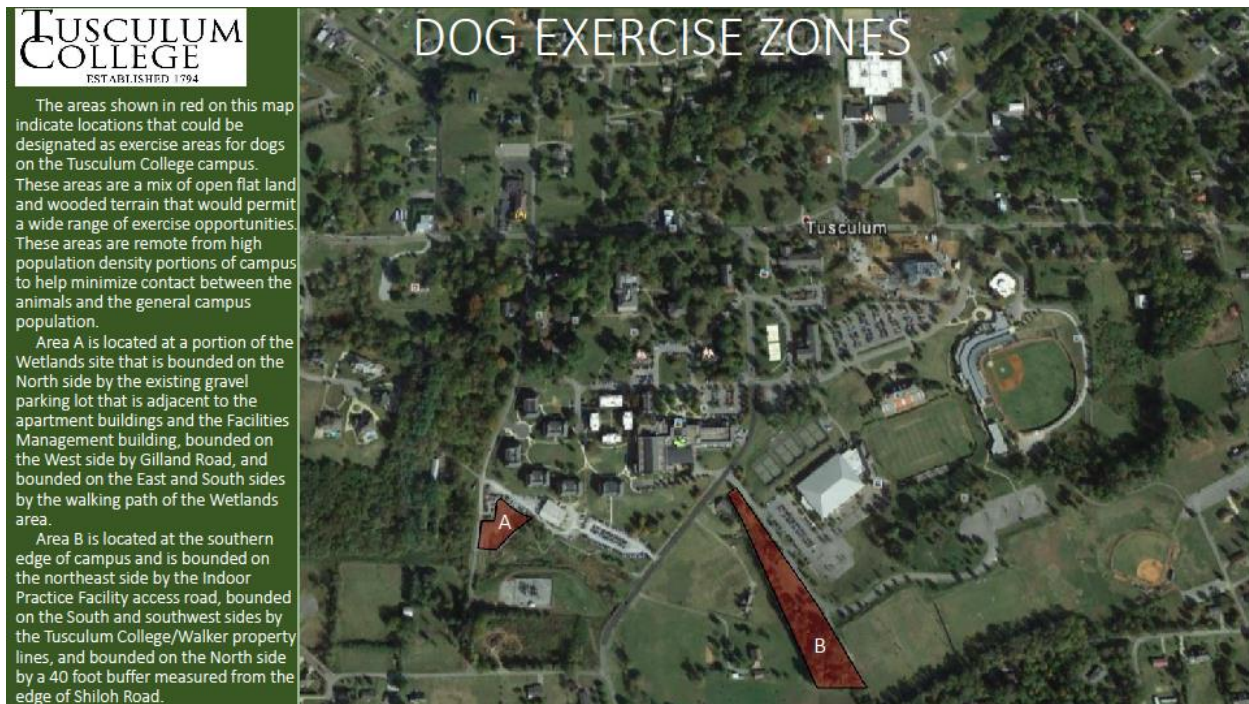 TUSCULUM
COLLEGE
ESTABLISHED 1794
DOG EXERCISE ZONES
The areas shown in red on this map
indicate locations that could be
designated as exercise areas for dogs
on the Tusculum College campus.
These areas are a mix of open flat land
and wooded terrain that would permit
a wide range of exercise opportunities.
These areas are remote from high
population density portions of campus
to help minimize contact between the
animals and the general campus
population.
Area A is located at a portion of the
Wetlands site that is bounded on the
North side by the existing gravel
parking lot that is adjacent to the
apartment buildings and the Facilities
Management building, bounded on
the West side by Gilland Road, and
bounded on the East and South sides
by the walking path of the Wetlands
area.
Area B is located at the southern
edge of campus and is bounded on
the northeast side by the Indoor
Practice Facility access road, bounded
on the South and southwest sides by
the Tusculum College/Walker property
lines, and bounded on the North side
by a 40 foot buffer measured from the
edge of Shiloh Road.
Tusculum
A
B